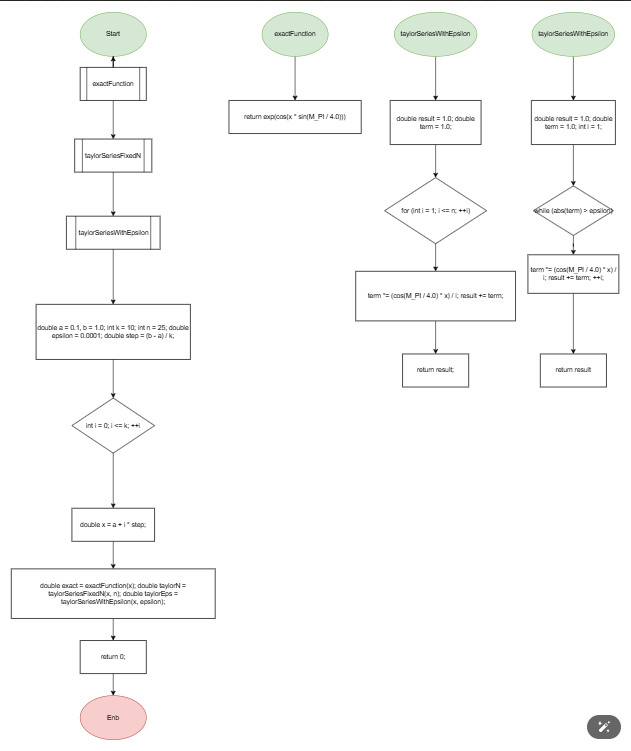 Start
exactFunction
taylorSeriesFixedN
taylorSeriesWithEpsilon
double a = 0.1, b = 1.0; int k = 10; int n = 25; double
epsilon = 0.0001; double step = (b - a) / k;
int i = 0; i <= k; ++i
double x = a + i * step;
double exact = exactFunction(x); double taylorN =
taylorSeriesFixedN(x, n); double taylorEps =
taylorSeriesWithEpsilon(x, epsilon);
return 0;
Enb
exactFunction
return exp(cos(x * sin(M_PI / 4.0)))
taylorSeriesWithEpsilon
double result = 1.0; double
term = 1.0;
for (int i = 1; i <= n; ++i)
term *= (cos(M_PI / 4.0) * x) / i; result += term;
return result;
taylorSeriesWithEpsilon
double result = 1.0; double
term = 1.0; int i = 1;
while (abs(term) > epsilon)
term *= (cos(M_PI / 4.0) * x) /
i; result += term; ++i;
return result